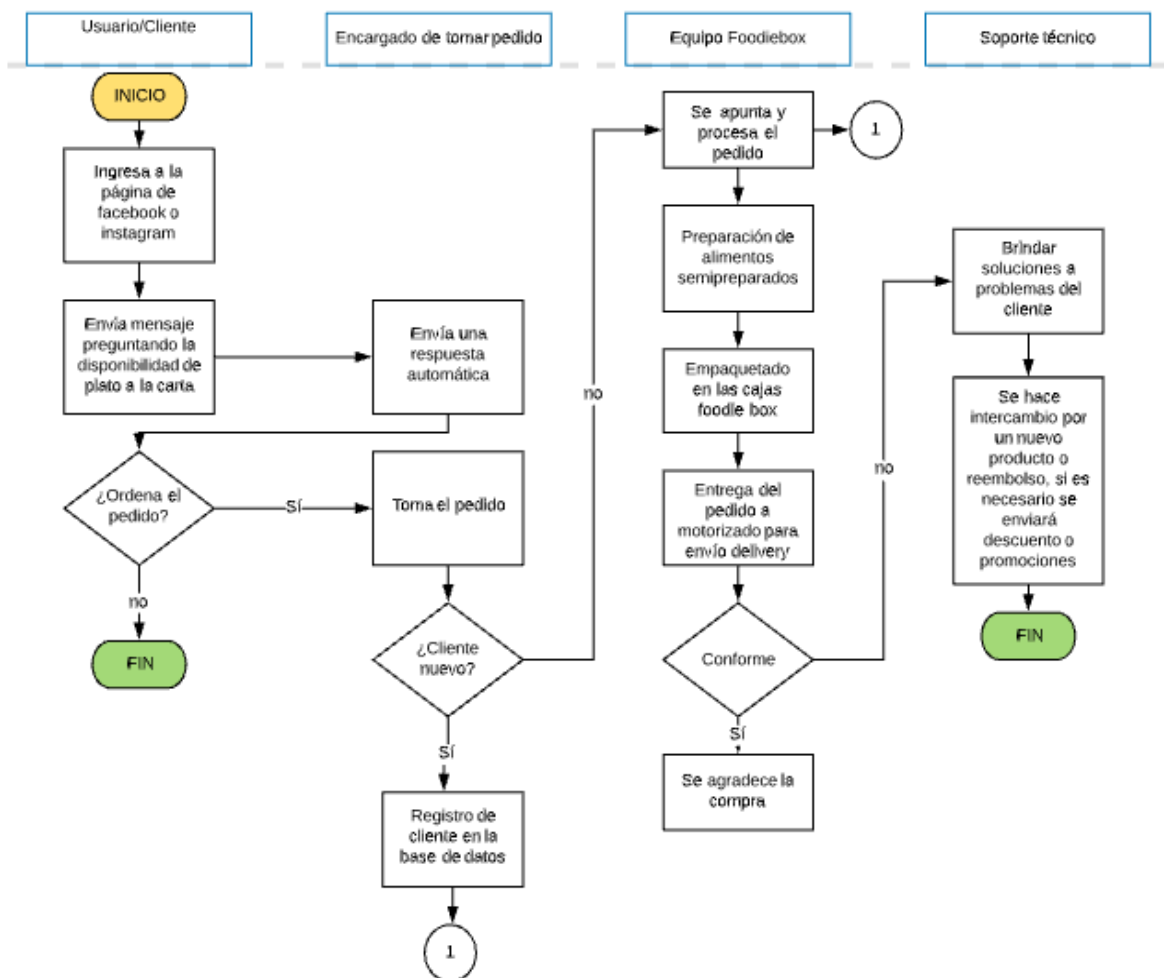 Usuario/Cliente
Encargado de tomar pedido
Equipo Foodiebox
Soporte técnico
INICIO
Ingresa a la
página de
facebook o
instagram
Envía mensaje
preguntando la
disponibilidad de
plato a la carta
¿Ordena el
pedido?
Sí
no
FIN
Envía una
respuesta
automática
Toma el pedido
¿Cliente
nuevo?
no
Sí
Registro de
cliente en la
base de datos
1
Se apunta y
procesa el
pedido
1
Preparación de
alimentos
semipreparados
Empaquetado
en las cajas
foodie box
Entrega del
pedido a
motorizado para
envío delivery
Conforme
no
Sí
Se agradece la
compra
Brindar
soluciones a
problemas del
cliente
Se hace
intercambio por
un nuevo
producto o
reembolso, si es
necesario se
enviará
descuento o
promociones
FIN